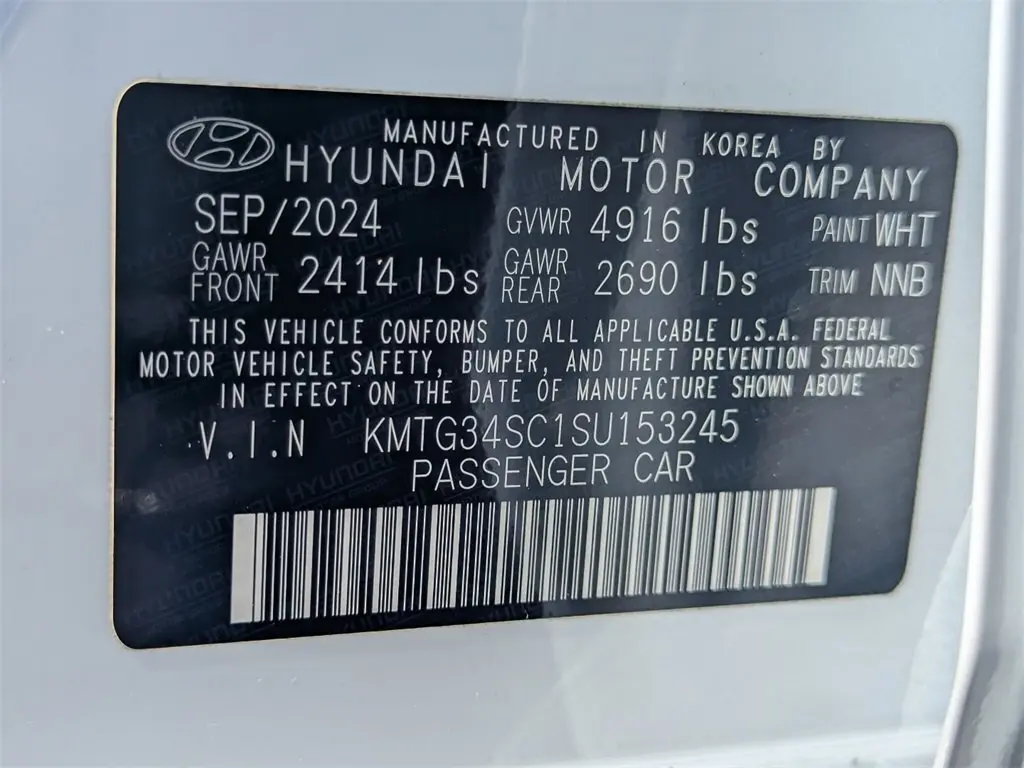 MANUFACTURED IN KOREA BY
HYUNDAI MOTOR COMPANY
SEP/2024 GVWR 4916 lbs PAINT WHT
GAWR FRONT 2414 lbs GAWR REAR 2690 lbs TRIM NNB
THIS VEHICLE CONFORMS TO ALL APPLICABLE U.S.A. FEDERAL
MOTOR VEHICLE SAFETY, BUMPER, AND THEFT PREVENTION STANDARDS
IN EFFECT ON THE DATE OF MANUFACTURE SHOWN ABOVE
V.I.N KMTG34SC1SU153245
PASSENGER CAR